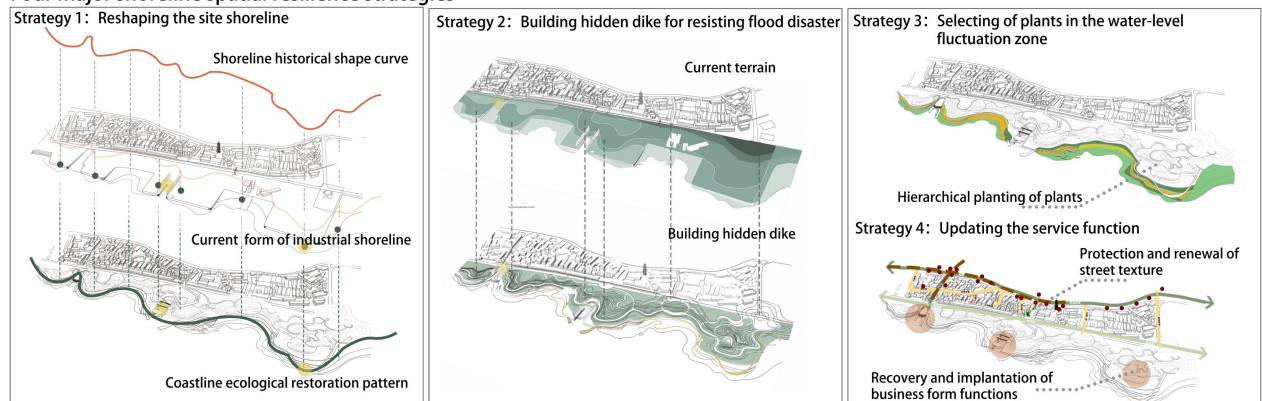 Strategy 1: Reshaping the site shoreline
Shoreline historical shape curve
Current form of industrial shoreline
Coastline ecological restoration pattern
Strategy 2: Building hidden dike for resisting flood disaster
Current terrain
Building hidden dike
Strategy 3: Selecting of plants in the water-level
fluctuation zone
Hierarchical planting of plants
Strategy 4: Updating the service function
Protection and renewal of
street texture
Recovery and implantation of
business form functions